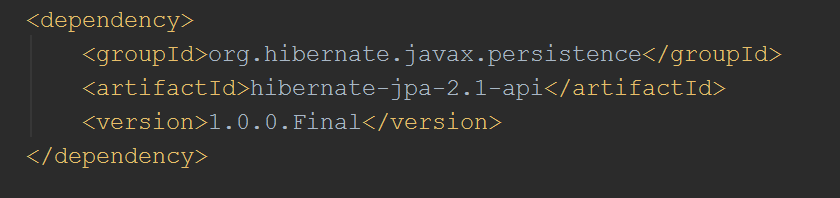 <dependency>
<groupId>org.hibernate.javax.persistence</groupId>
<artifactId>hibernate-jpa-2.1-api</artifactId>
<version>1.0.0.Final</version>
</dependency>